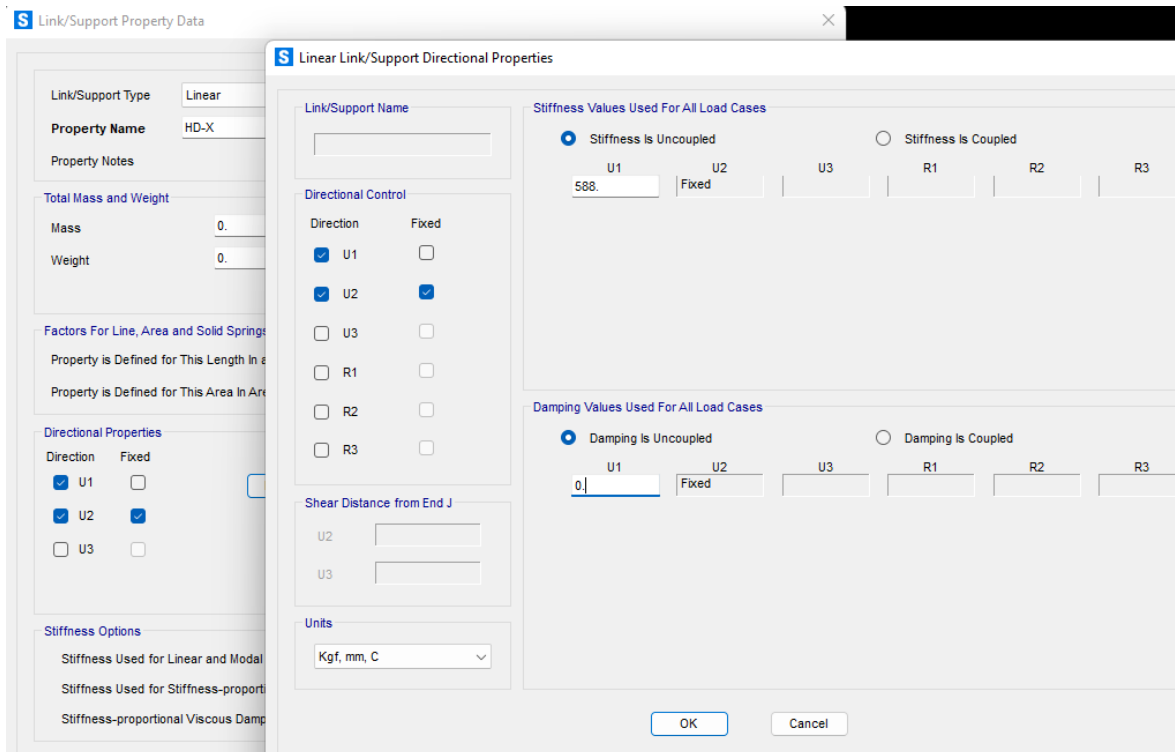 S Link/Support Property Data
Link/Support Type Linear
Property Name HD-X
Property Notes
Total Mass and Weight
Mass 0.
Weight 0.
Factors For Line, Area and Solid Springs
Property is Defined for This Length In a
Property is Defined for This Area In Are
Directional Properties
Direction Fixed
U1
U2
U3
Stiffness Options
Stiffness Used for Linear and Modal
Stiffness Used for Stiffness-proporti
Stiffness-proportional Viscous Damp
S Linear Link/Support Directional Properties
Link/Support Name
Directional Control
Direction Fixed
U1
U2
U3
R1
R2
R3
Shear Distance from End J
U2
U3
Units
Kgf, mm, C
Stiffness Values Used For All Load Cases
Stiffness Is Uncoupled Stiffness Is Coupled
U1 U2 U3 R1 R2 R3
588. Fixed
Damping Values Used For All Load Cases
Damping Is Uncoupled Damping Is Coupled
U1 U2 U3 R1 R2 R3
0. Fixed
OK Cancel